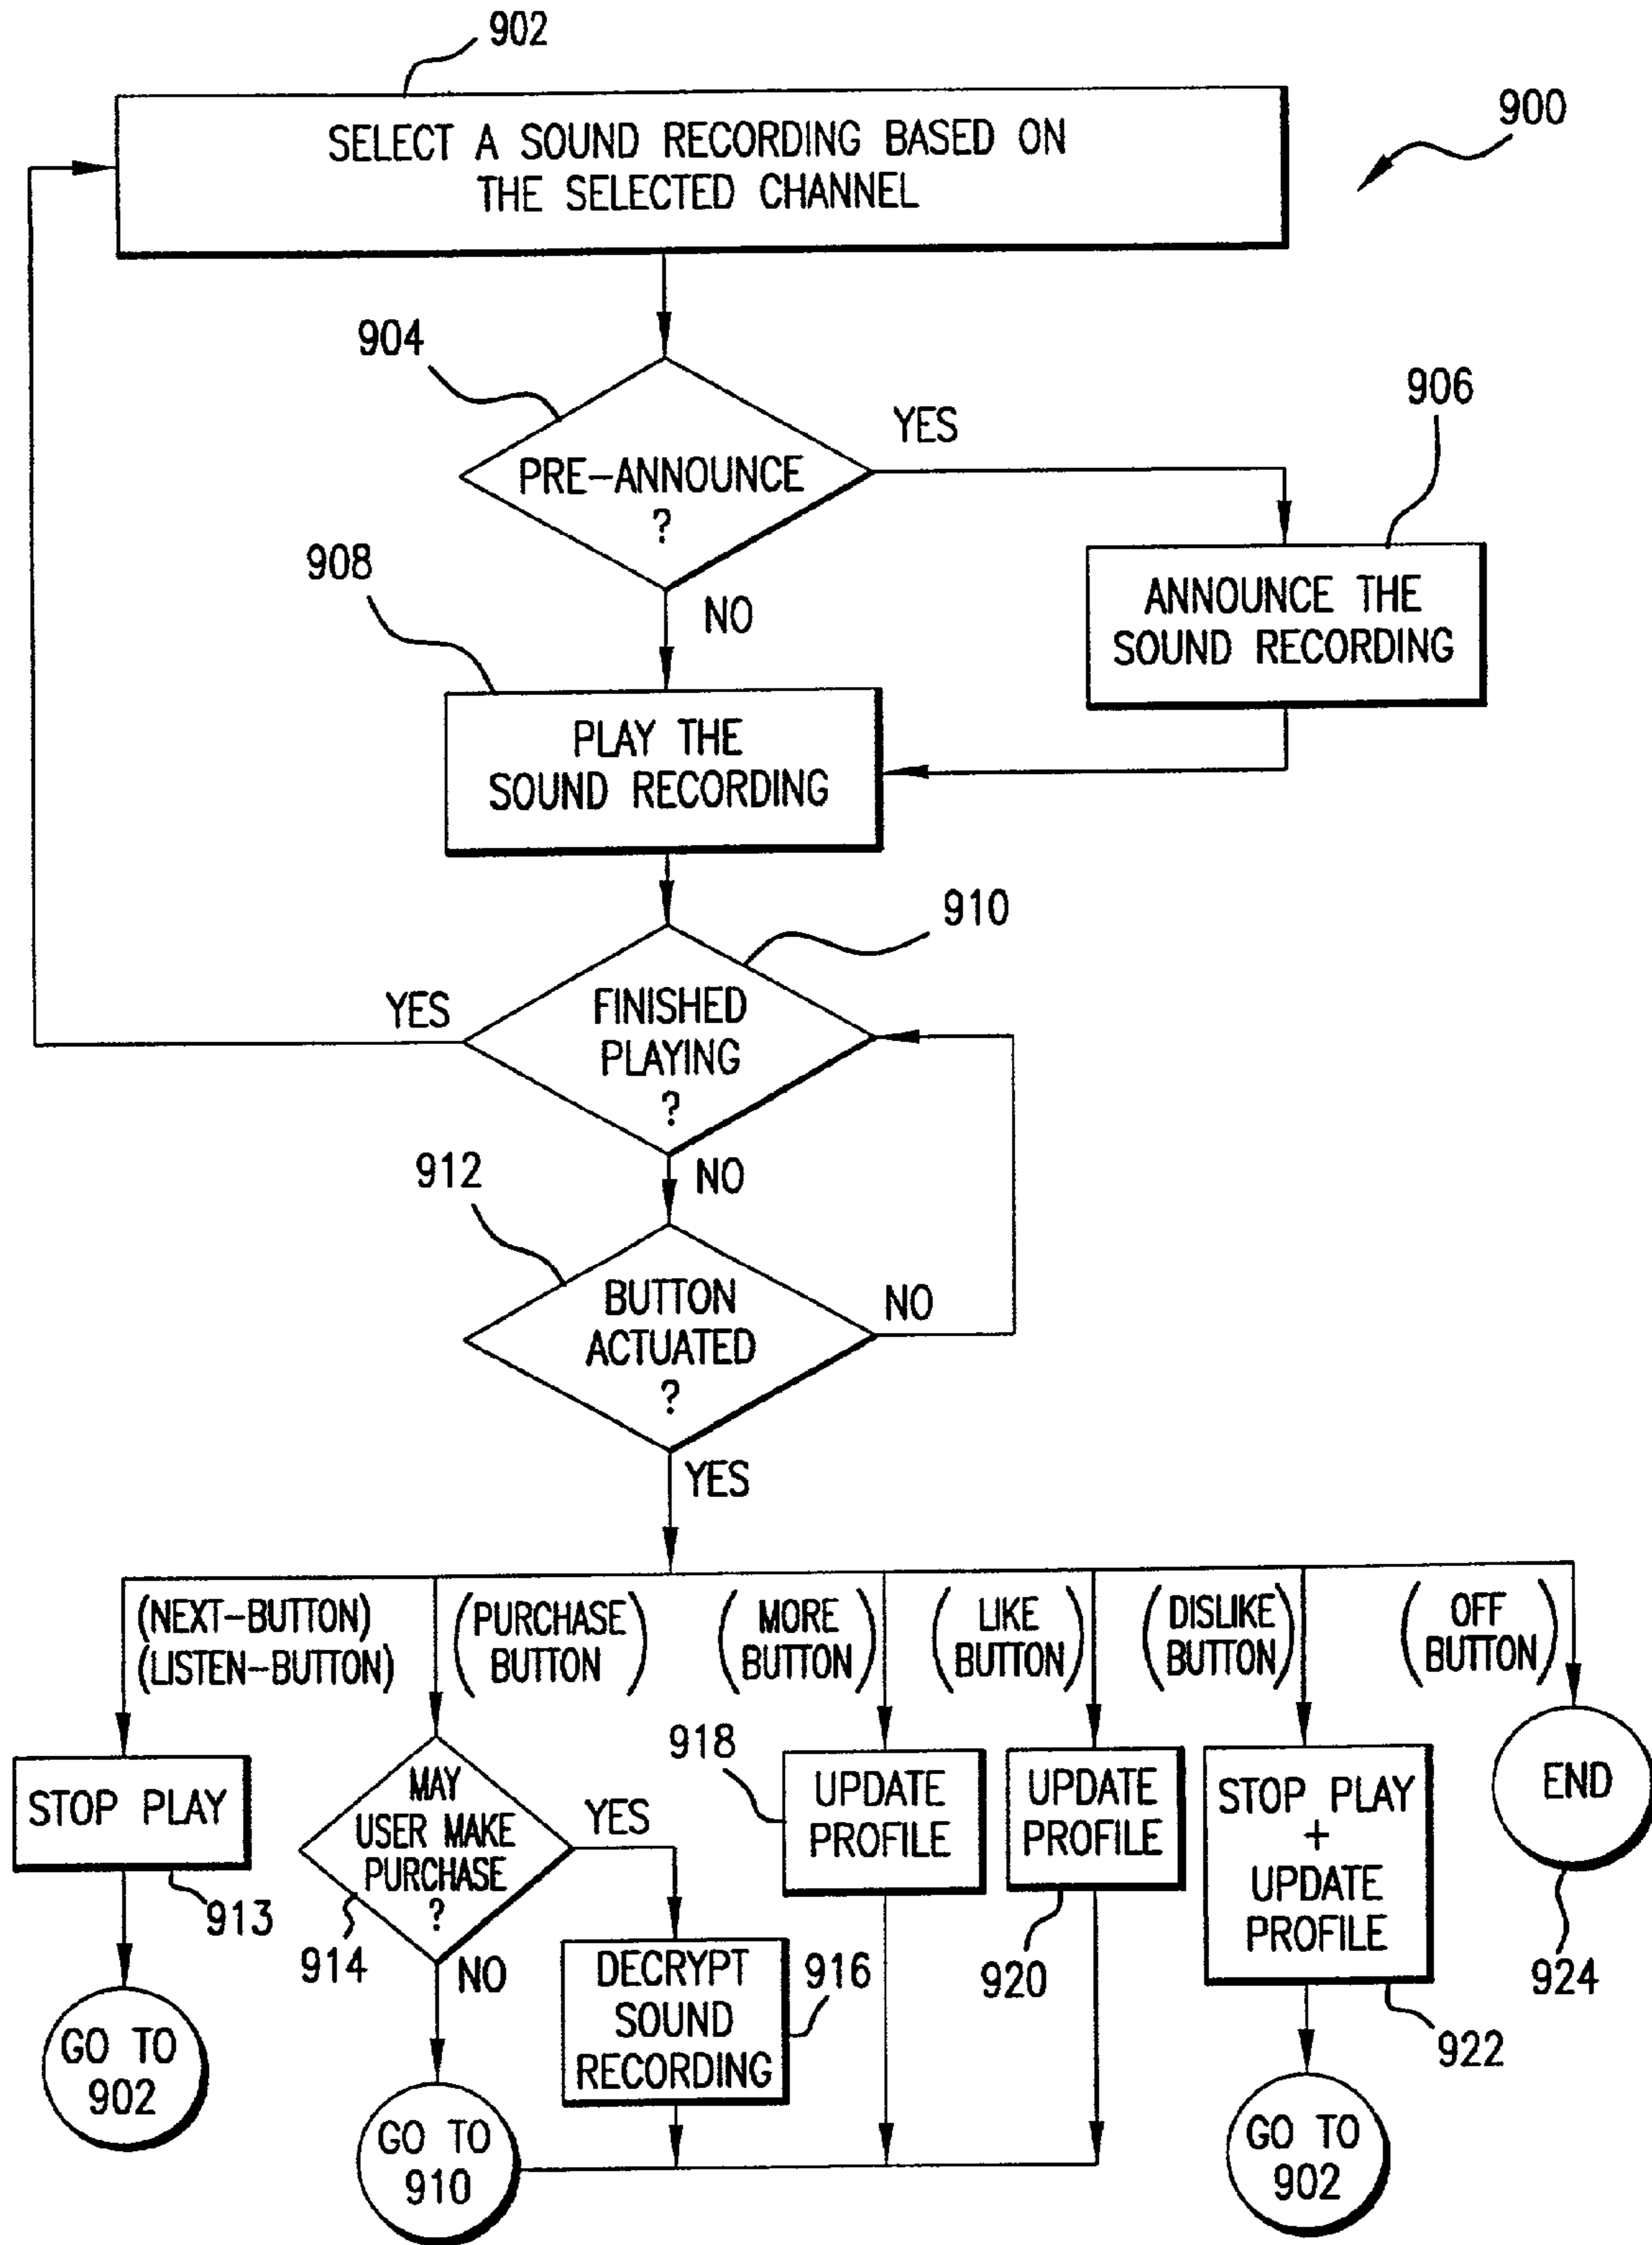 902
900
SELECT A SOUND RECORDING BASED ON
THE SELECTED CHANNEL
904
PRE-ANNOUNCE
?
YES
906
NO
ANNOUNCE THE
SOUND RECORDING
908
PLAY THE
SOUND RECORDING
910
YES
FINISHED
PLAYING
?
NO
912
BUTTON
ACTUATED
?
NO
YES
(NEXT-BUTTON)
(LISTEN-BUTTON)
(PURCHASE
BUTTON)
(MORE
BUTTON)
(LIKE
BUTTON)
(DISLIKE
BUTTON)
(OFF
BUTTON)
STOP PLAY
913
GO TO
902
MAY
USER MAKE
PURCHASE
?
914
YES
NO
DECRYPT
SOUND
RECORDING
916
GO TO
910
918
UPDATE
PROFILE
UPDATE
PROFILE
920
STOP PLAY
+
UPDATE
PROFILE
922
GO TO
902
END
924